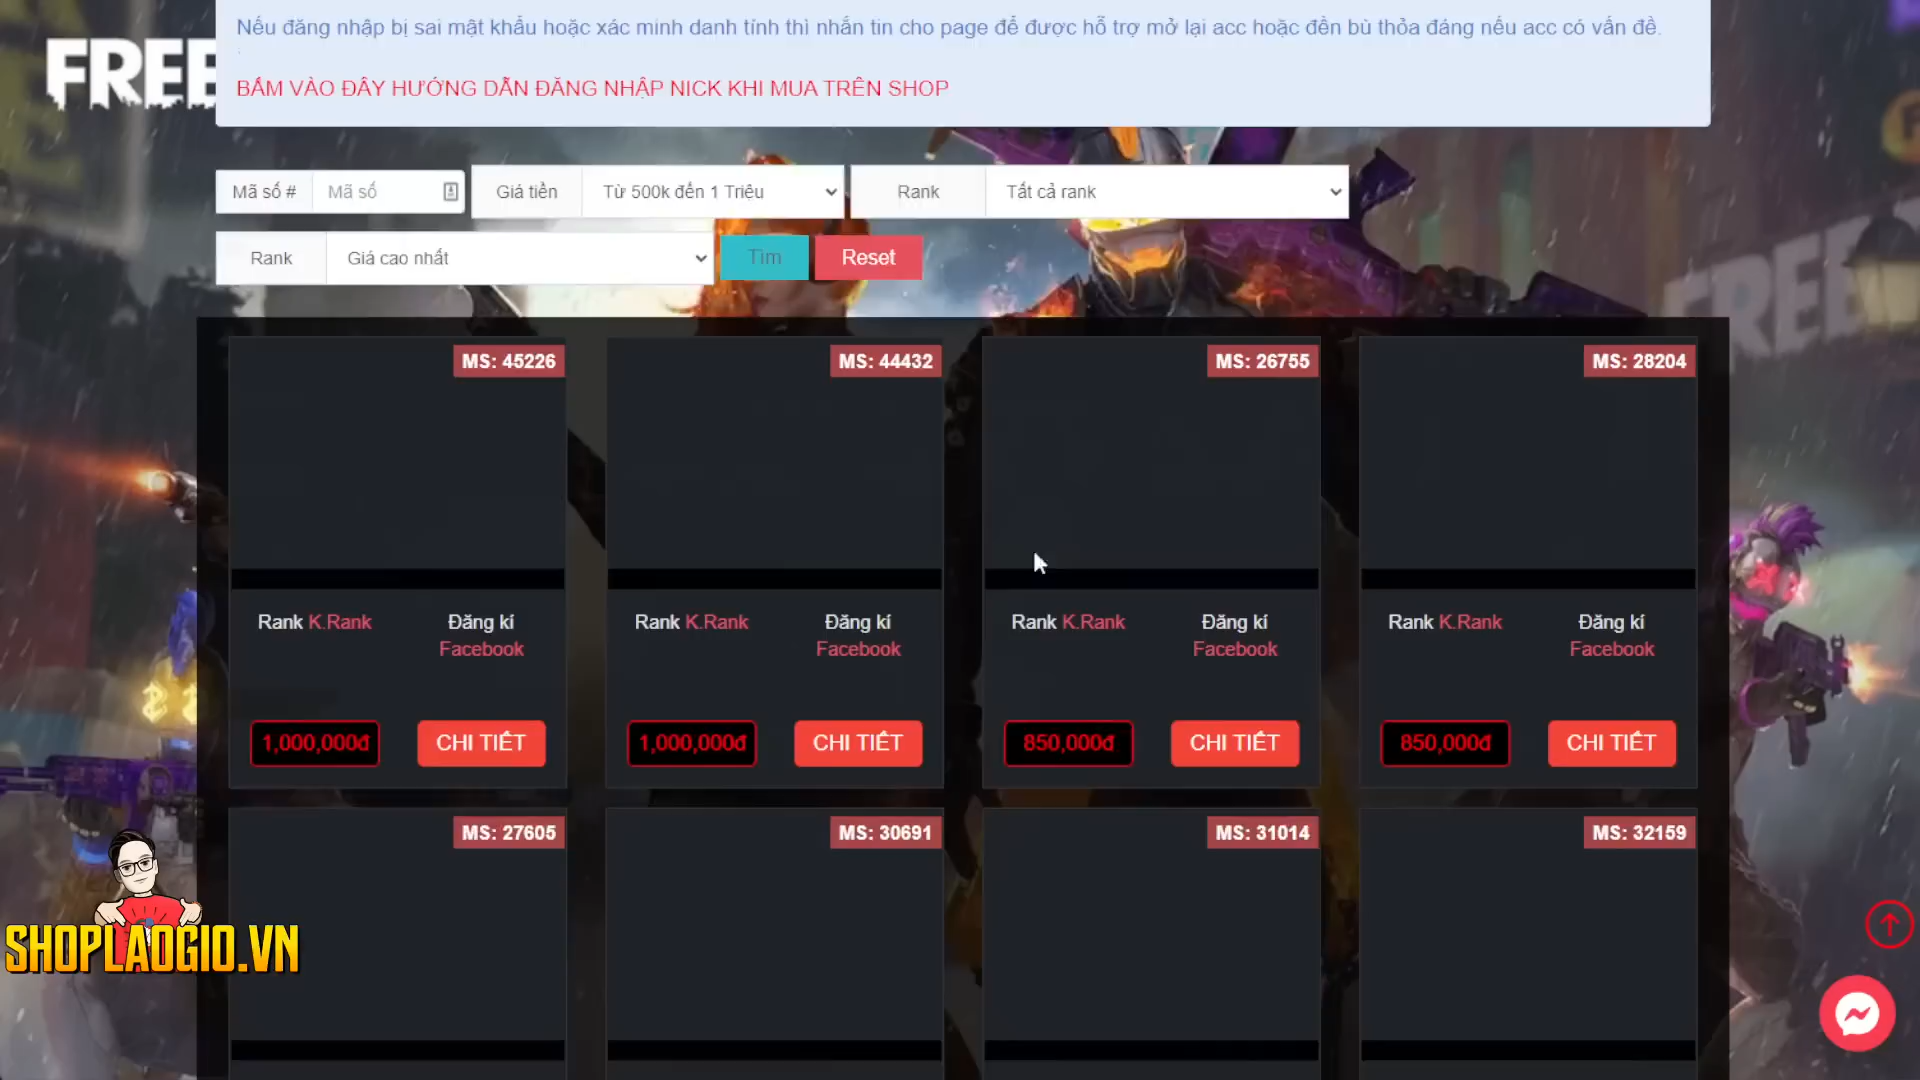 Nếu đăng nhập bị sai mật khẩu hoặc xác minh danh tính thì nhắn tin cho page để được hỗ trợ mở lại acc hoặc đền bù thỏa đáng nếu acc có vấn đề.
FREE
BẤM VÀO ĐÂY HƯỚNG DẪN ĐĂNG NHẬP NICK KHI MUA TRÊN SHOP
Mã số # Mã số Giá tiền Từ 500k đến 1 Triệu Rank Tất cả rank
Rank Giá cao nhất Tìm Reset
FREE
MS: 45226 MS: 44432 MS: 26755 MS: 28204
Rank K.Rank Đăng kí Rank K.Rank Đăng kí Rank K.Rank Đăng kí Rank K.Rank Đăng kí
Facebook Facebook Facebook Facebook
1,000,000đ CHI TIẾT 1,000,000đ CHI TIẾT 850,000đ CHI TIẾT 850,000đ CHI TIẾT
MS: 27605 MS: 30691 MS: 31014 MS: 32159
SHOPLAOGIO.VN